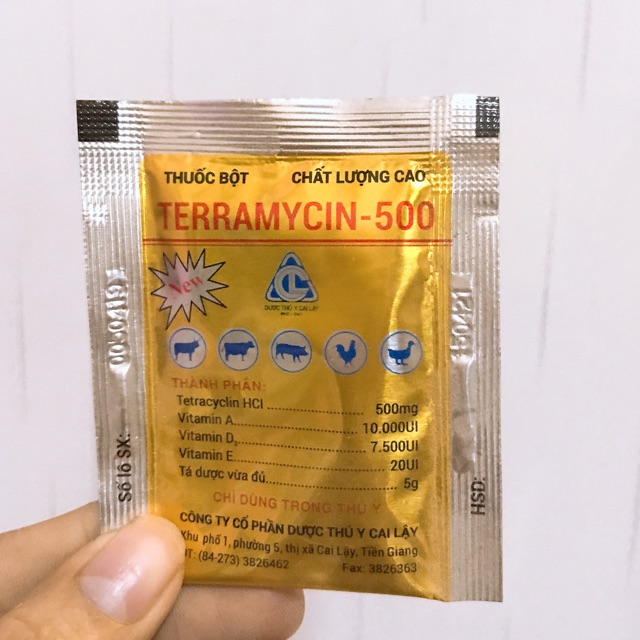 THUỐC BỘT CHẤT LƯỢNG CAO
TERRAMYCIN-500
New
DƯỢC THÚ Y CAI LẬY
THÀNH PHẦN:
Tetracyclin HCl .......................... 500mg
Vitamin A................................ 10.000UI
Vitamin D₃............................... 7.500UI
Vitamin E................................ 20UI
Tá dược vừa đủ........................... 5g
CHỈ DÙNG TRONG THÚ Y
CÔNG TY CỔ PHẦN DƯỢC THÚ Y CAI LẬY
Khu phố 1, phường 5, thị xã Cai Lậy, Tiền Giang
ĐT: (84-273) 3826462 Fax: 3826363
Số lô SX:
HSD: 150421